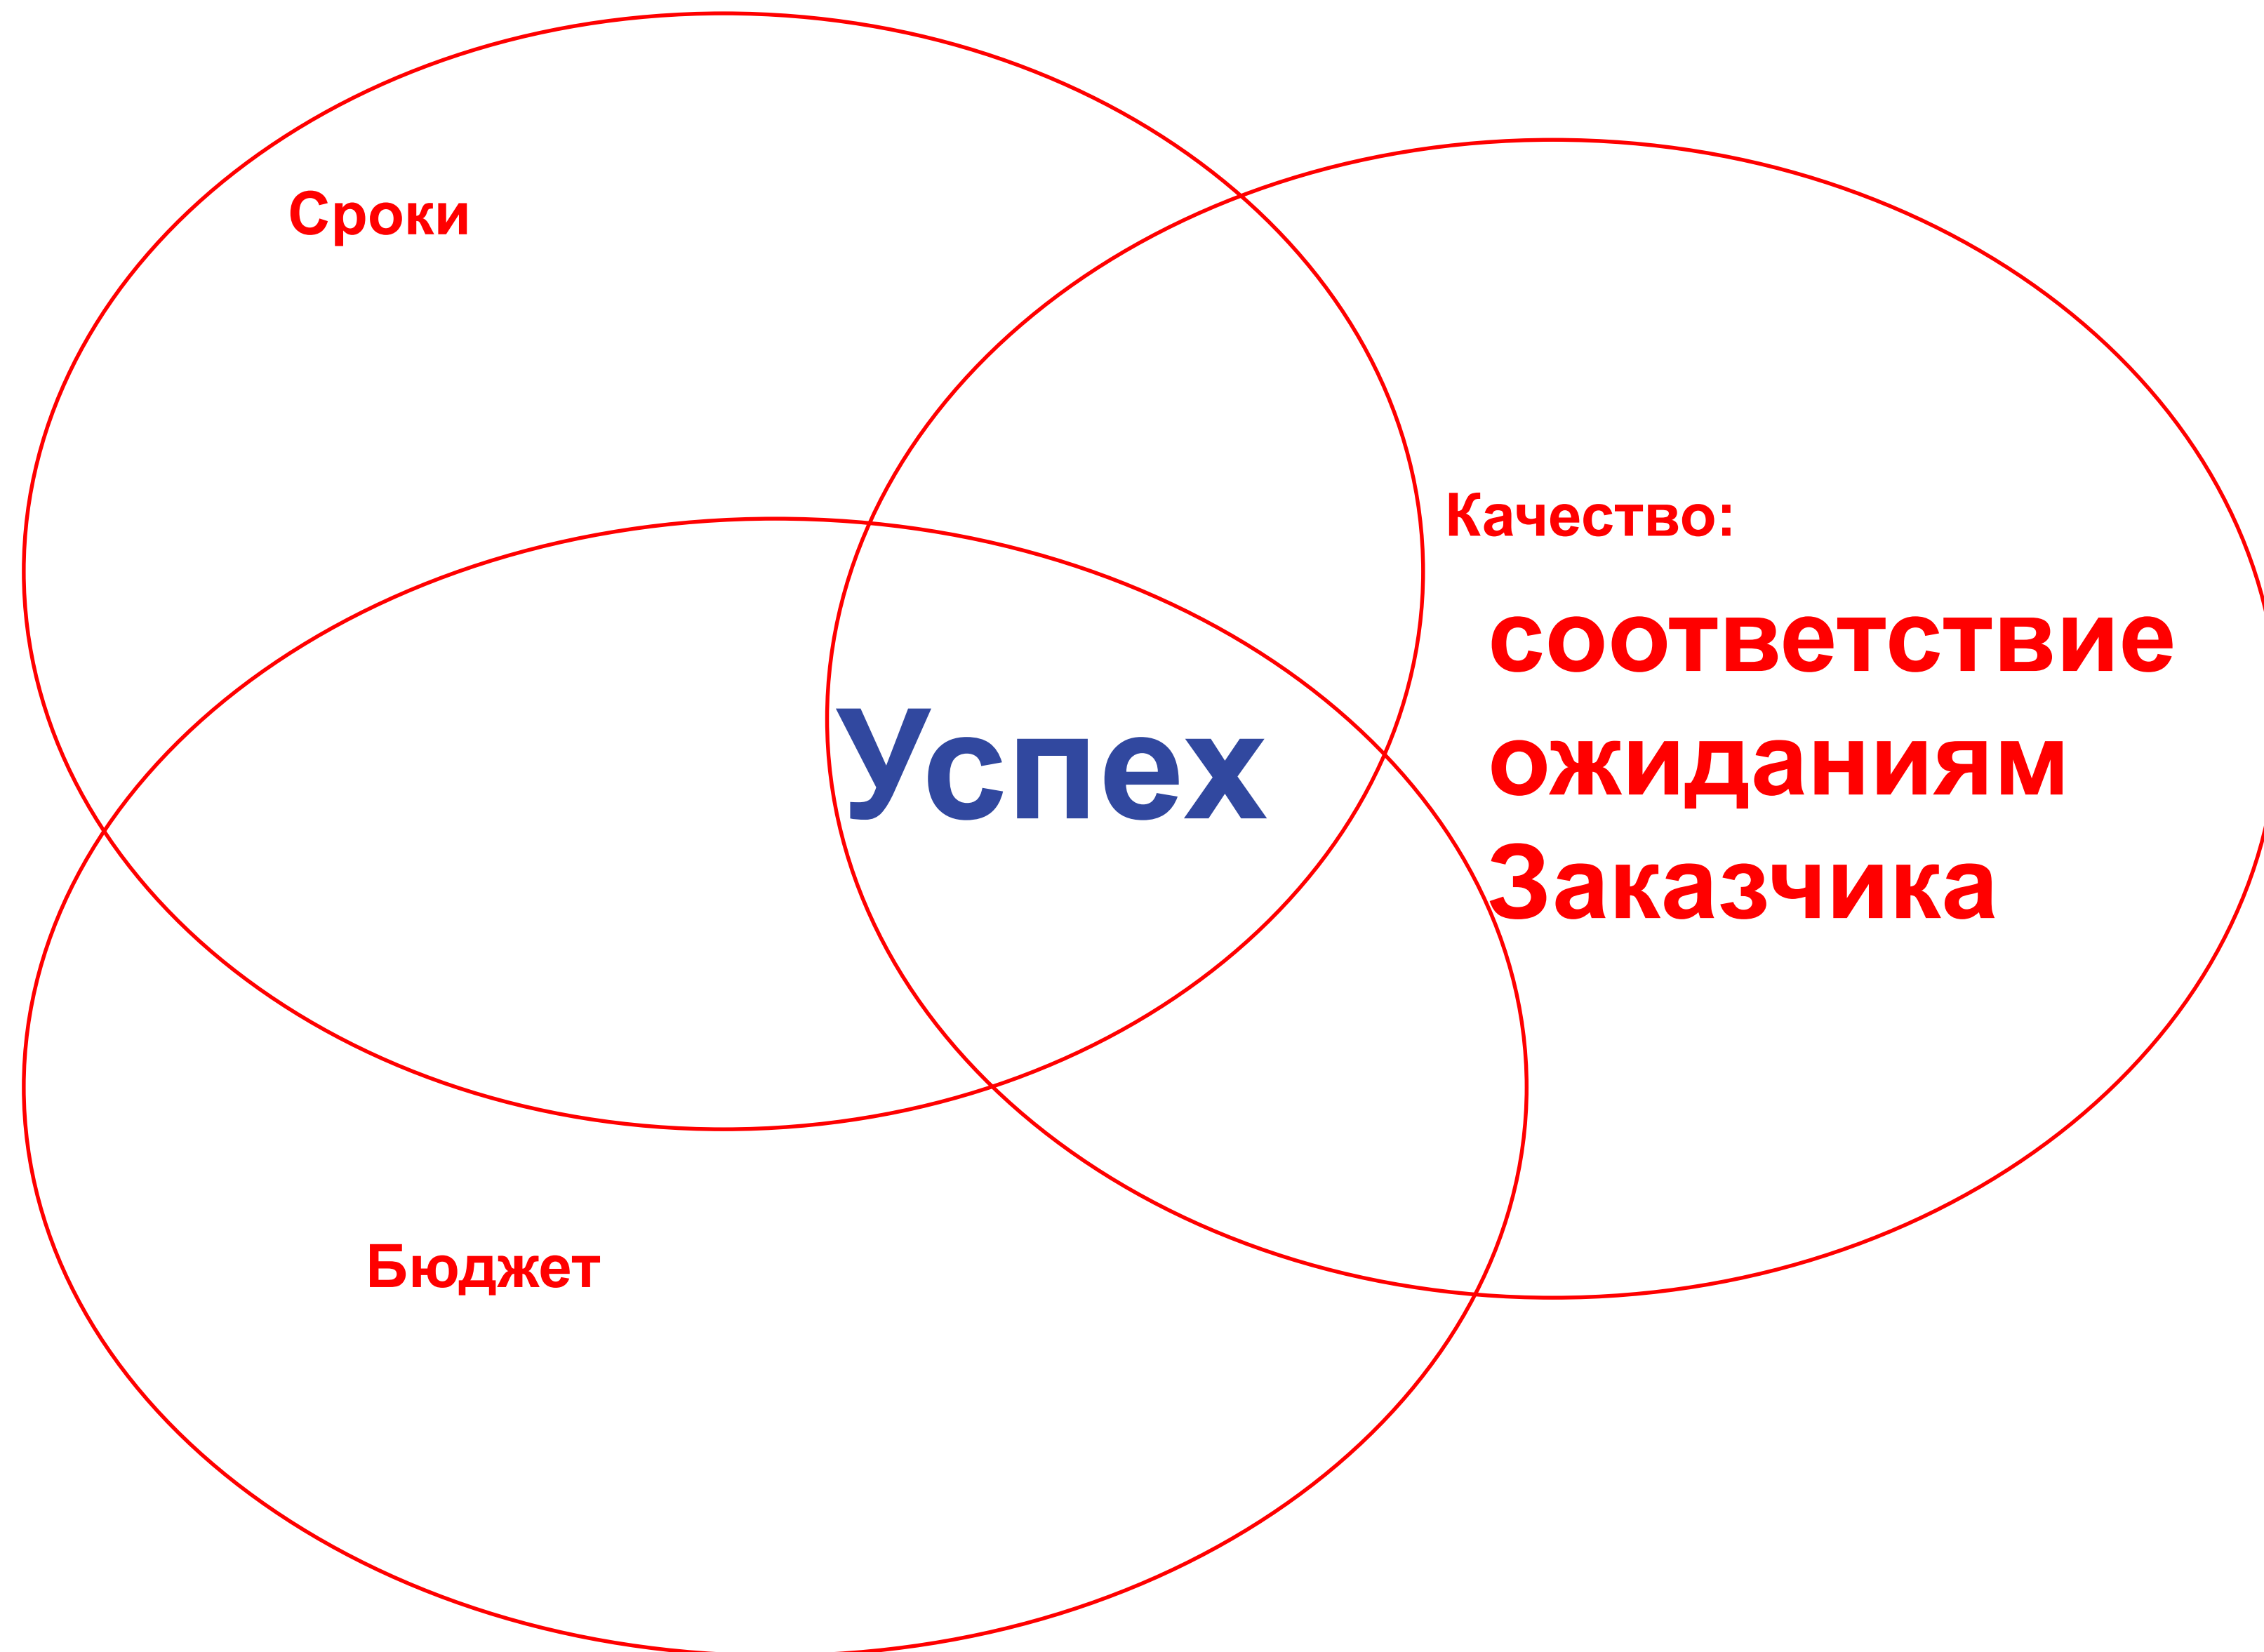 Сроки
Качество:
соответствие
ожиданиям
Заказчика
Успех
Бюджет